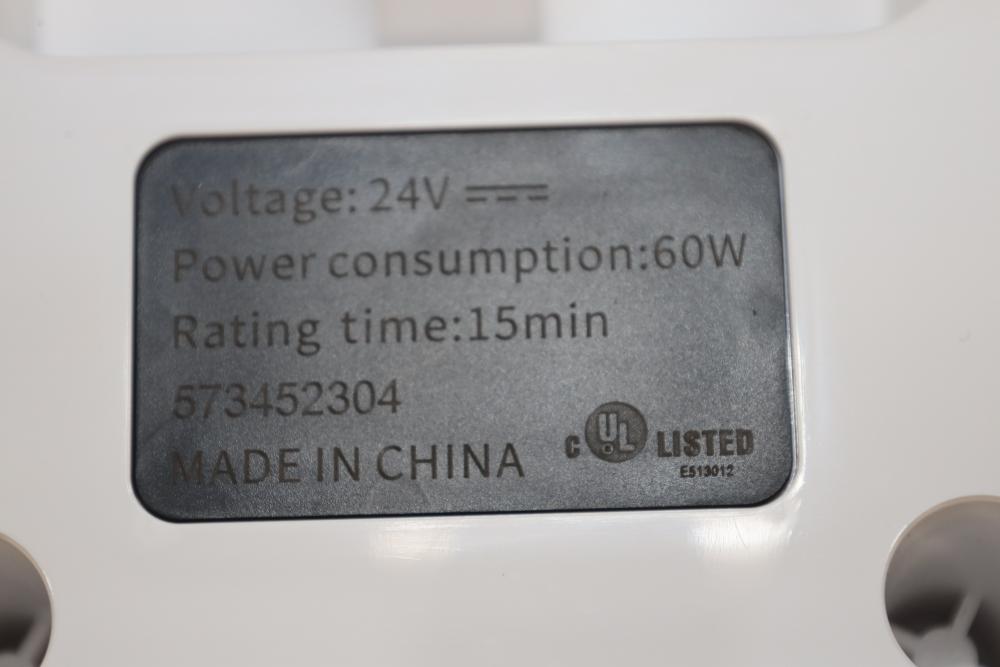 Voltage: 24V ⎓
Power consumption:60W
Rating time:15min
573452304
MADE IN CHINA
C UL LISTED
E513012